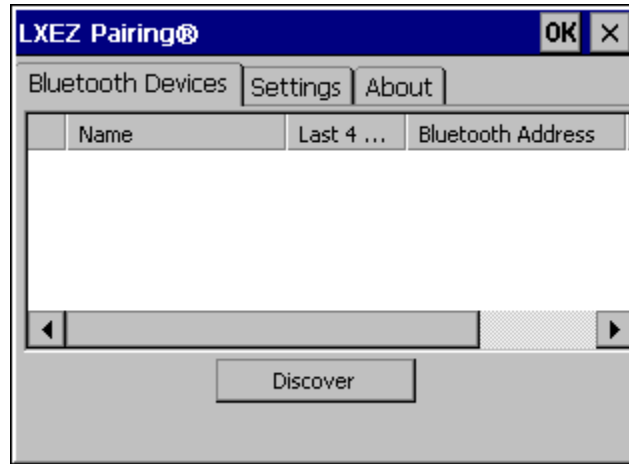 LXEZ Pairing® OK ×
Bluetooth Devices Settings About
Name Last 4 ... Bluetooth Address
Discover